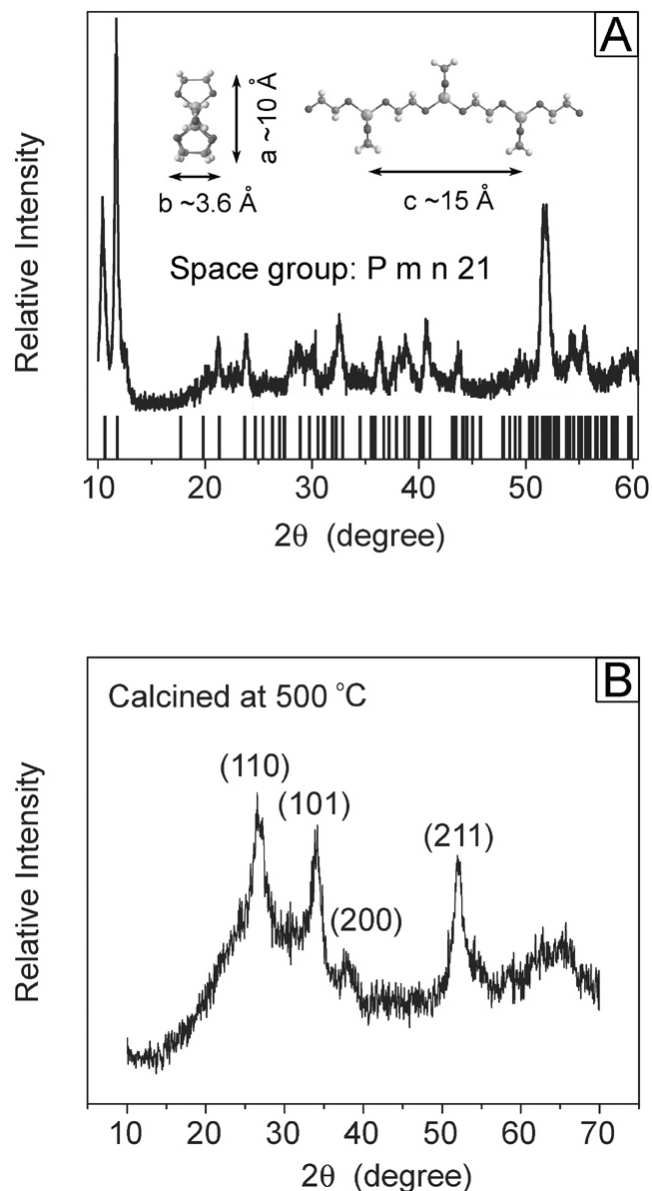 A
Relative Intensity
a ~10 Å
b ~3.6 Å
c ~15 Å
Space group: P m n 21
10 20 30 40 50 60
2θ (degree)
B
Calcined at 500 °C
Relative Intensity
(110)
(101)
(200)
(211)
10 20 30 40 50 60 70
2θ (degree)